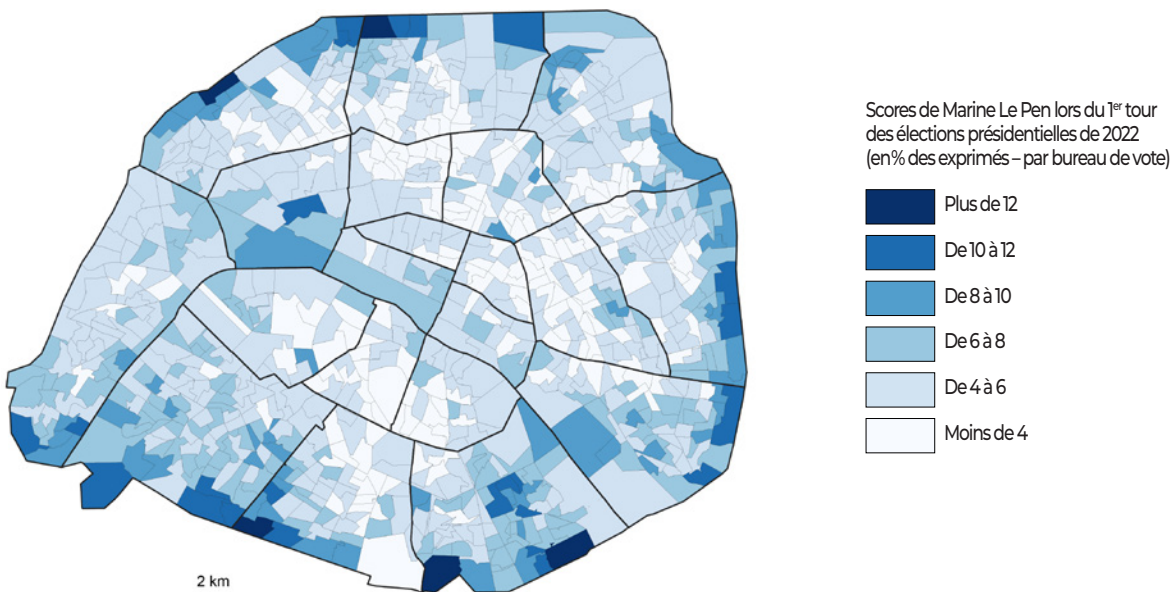 Scores de Marine Le Pen lors du 1er tour
des élections présidentielles de 2022
(en % des exprimés – par bureau de vote)
Plus de 12
De 10 à 12
De 8 à 10
De 6 à 8
De 4 à 6
Moins de 4
2 km